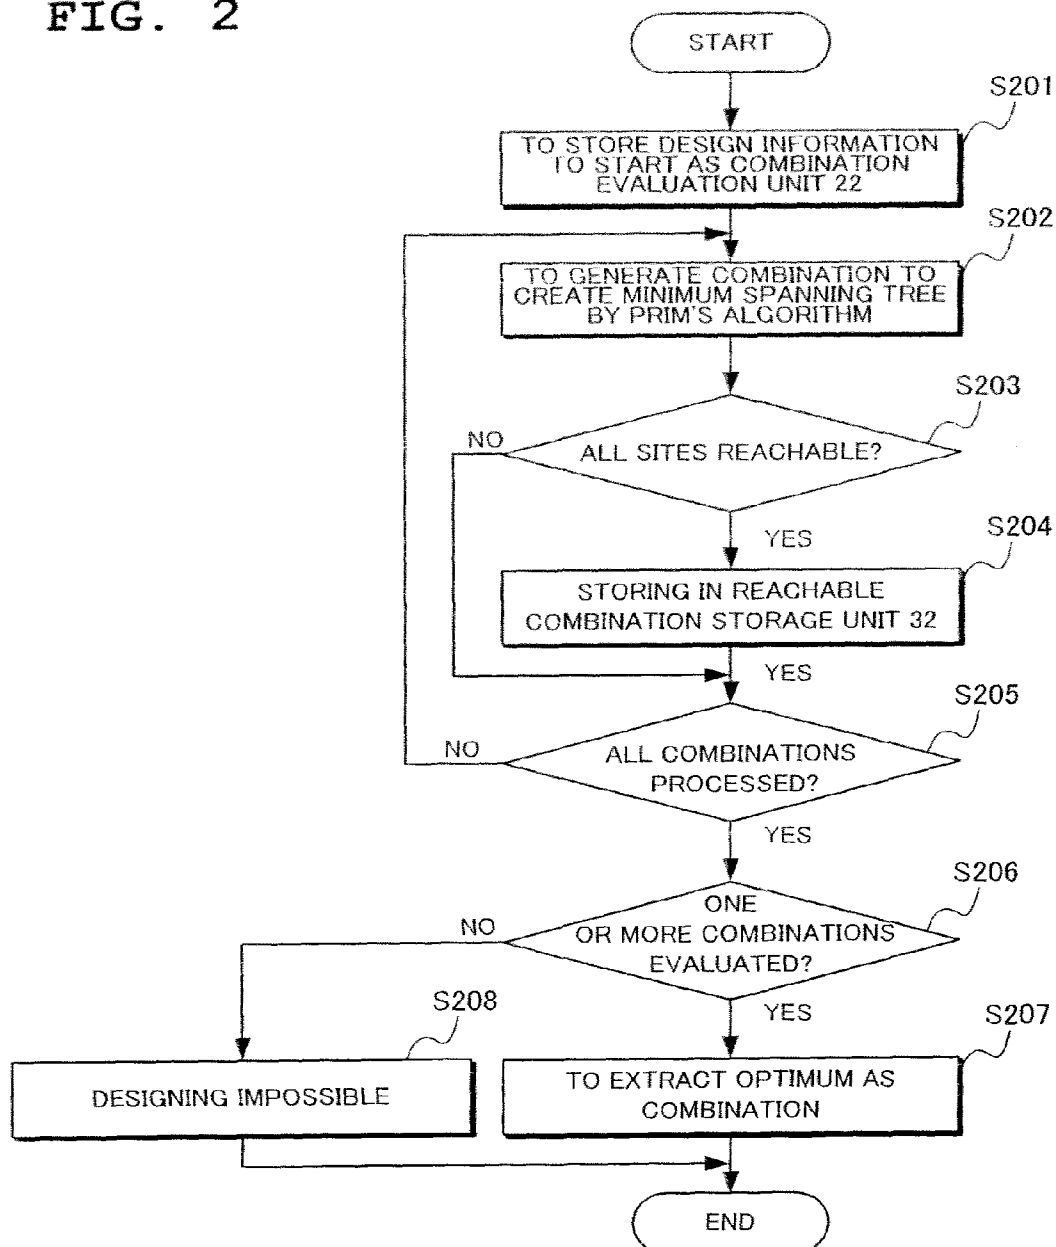 FIG. 2
START
S201
TO STORE DESIGN INFORMATION
TO START AS COMBINATION
EVALUATION UNIT 22
S202
TO GENERATE COMBINATION TO
CREATE MINIMUM SPANNING TREE
BY PRIM'S ALGORITHM
S203
NO
ALL SITES REACHABLE?
YES
S204
STORING IN REACHABLE
COMBINATION STORAGE UNIT 32
YES
S205
NO
ALL COMBINATIONS
PROCESSED?
YES
S206
NO
ONE
OR MORE COMBINATIONS
EVALUATED?
YES
S208
S207
DESIGNING IMPOSSIBLE
TO EXTRACT OPTIMUM AS
COMBINATION
END